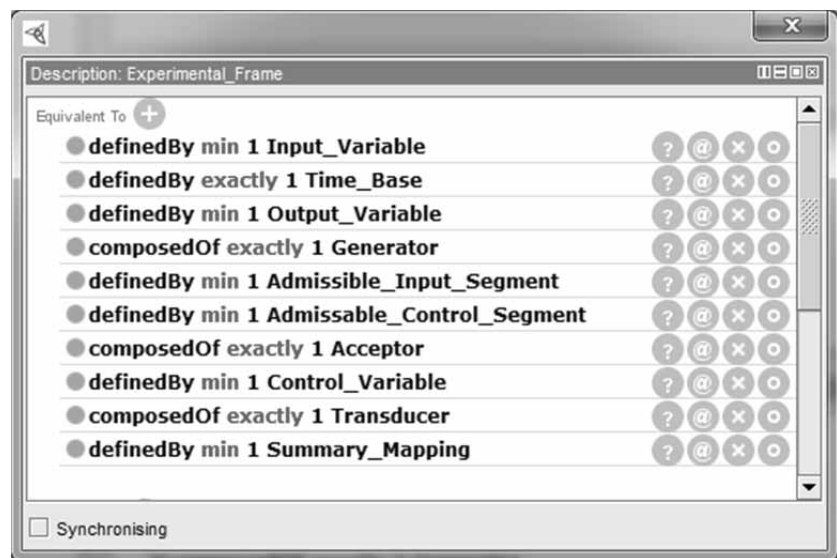 Description: Experimental_Frame
Equivalent To
definedBy min 1 Input_Variable
definedBy exactly 1 Time_Base
definedBy min 1 Output_Variable
composedOf exactly 1 Generator
definedBy min 1 Admissible_Input_Segment
definedBy min 1 Admissable_Control_Segment
composedOf exactly 1 Acceptor
definedBy min 1 Control_Variable
composedOf exactly 1 Transducer
definedBy min 1 Summary_Mapping
Synchronising